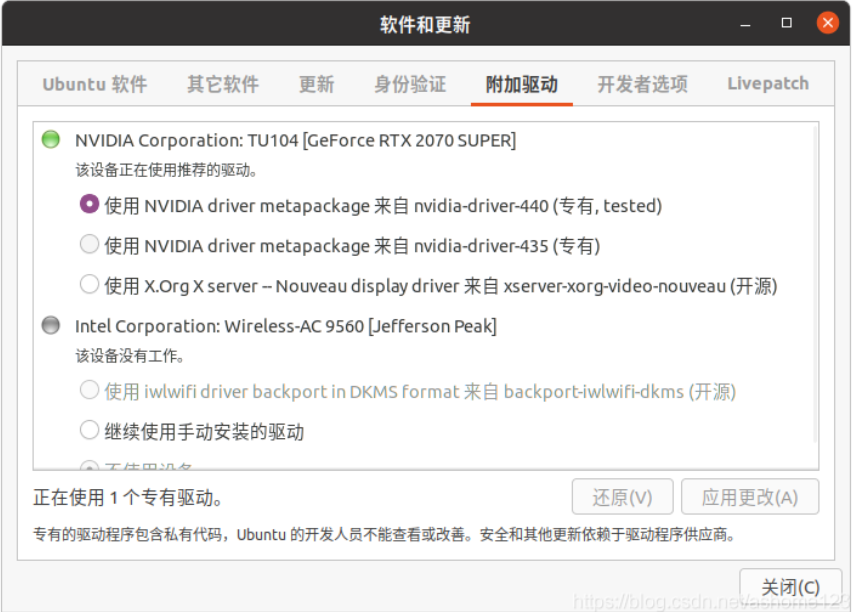 软件和更新
Ubuntu 软件 其它软件 更新 身份验证 附加驱动 开发者选项 Livepatch
NVIDIA Corporation: TU104 [GeForce RTX 2070 SUPER]
该设备正在使用推荐的驱动。
使用 NVIDIA driver metapackage 来自 nvidia-driver-440 (专有, tested)
使用 NVIDIA driver metapackage 来自 nvidia-driver-435 (专有)
使用 X.Org X server -- Nouveau display driver 来自 xserver-xorg-video-nouveau (开源)
Intel Corporation: Wireless-AC 9560 [Jefferson Peak]
该设备没有工作。
使用 iwlwifi driver backport in DKMS format 来自 backport-iwlwifi-dkms (开源)
继续使用手动安装的驱动
不使用设备
正在使用 1 个专有驱动。
还原(V) 应用更改(A)
专有的驱动程序包含私有代码，Ubuntu 的开发人员不能查看或改善。安全和其他更新依赖于驱动程序供应商。
关闭(C)